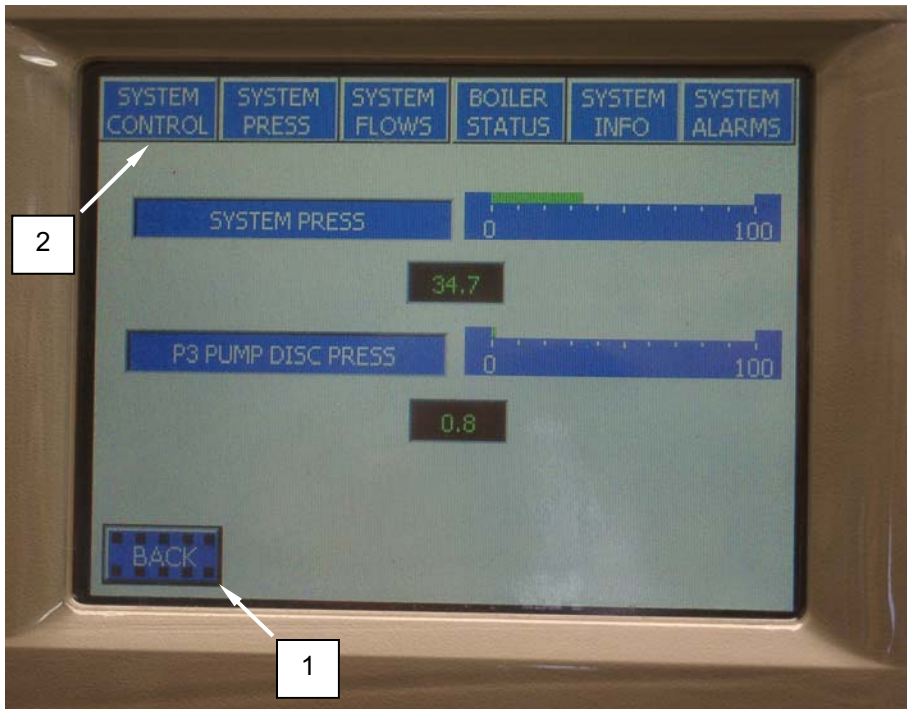 SYSTEM CONTROL
SYSTEM PRESS
SYSTEM FLOWS
BOILER STATUS
SYSTEM INFO
SYSTEM ALARMS
SYSTEM PRESS
0 100
2
34.7
P3 PUMP DISC PRESS
0 100
0.8
BACK
1